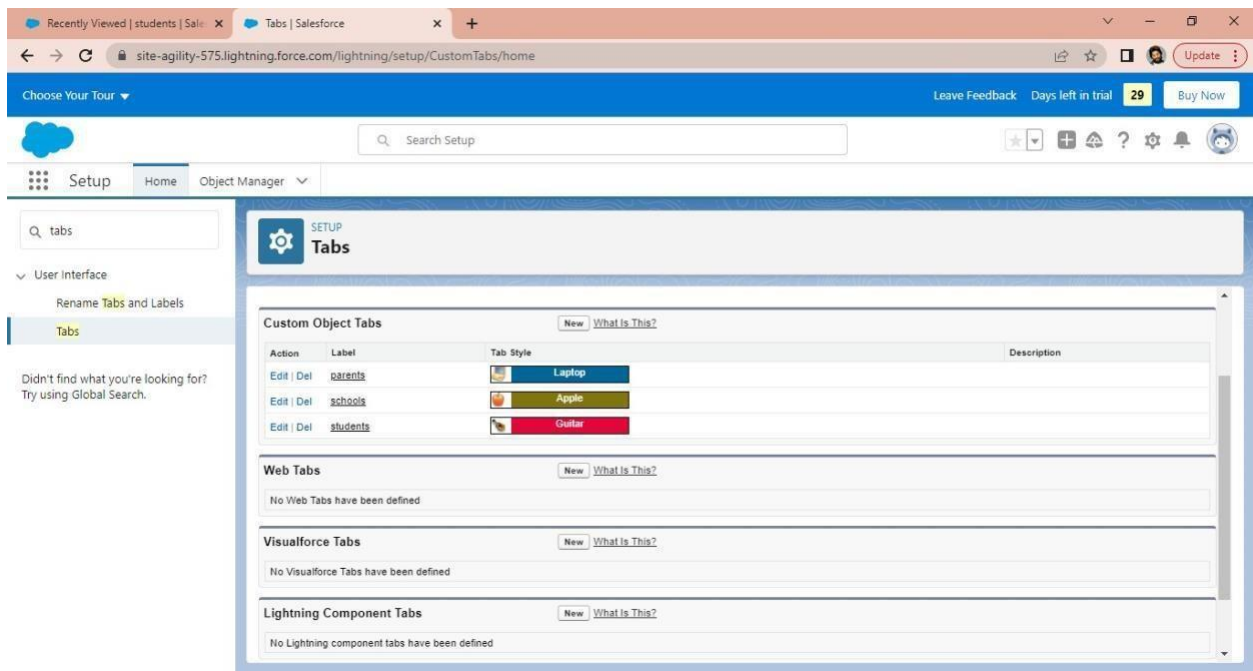 Recently Viewed | students | Sale
Tabs | Salesforce
site-agility-575.lightning.force.com/lightning/setup/CustomTabs/home
Update
Choose Your Tour
Leave Feedback Days left in trial 29 Buy Now
Search Setup
Setup Home Object Manager
tabs
User Interface
Rename Tabs and Labels
Tabs
Didn't find what you're looking for?
Try using Global Search.
SETUP
Tabs
Custom Object Tabs New What Is This?
Action Label Tab Style Description
Edit | Del parents Laptop
Edit | Del schools Apple
Edit | Del students Guitar
Web Tabs New What Is This?
No Web Tabs have been defined
Visualforce Tabs New What Is This?
No Visualforce Tabs have been defined
Lightning Component Tabs New What Is This?
No Lightning component tabs have been defined